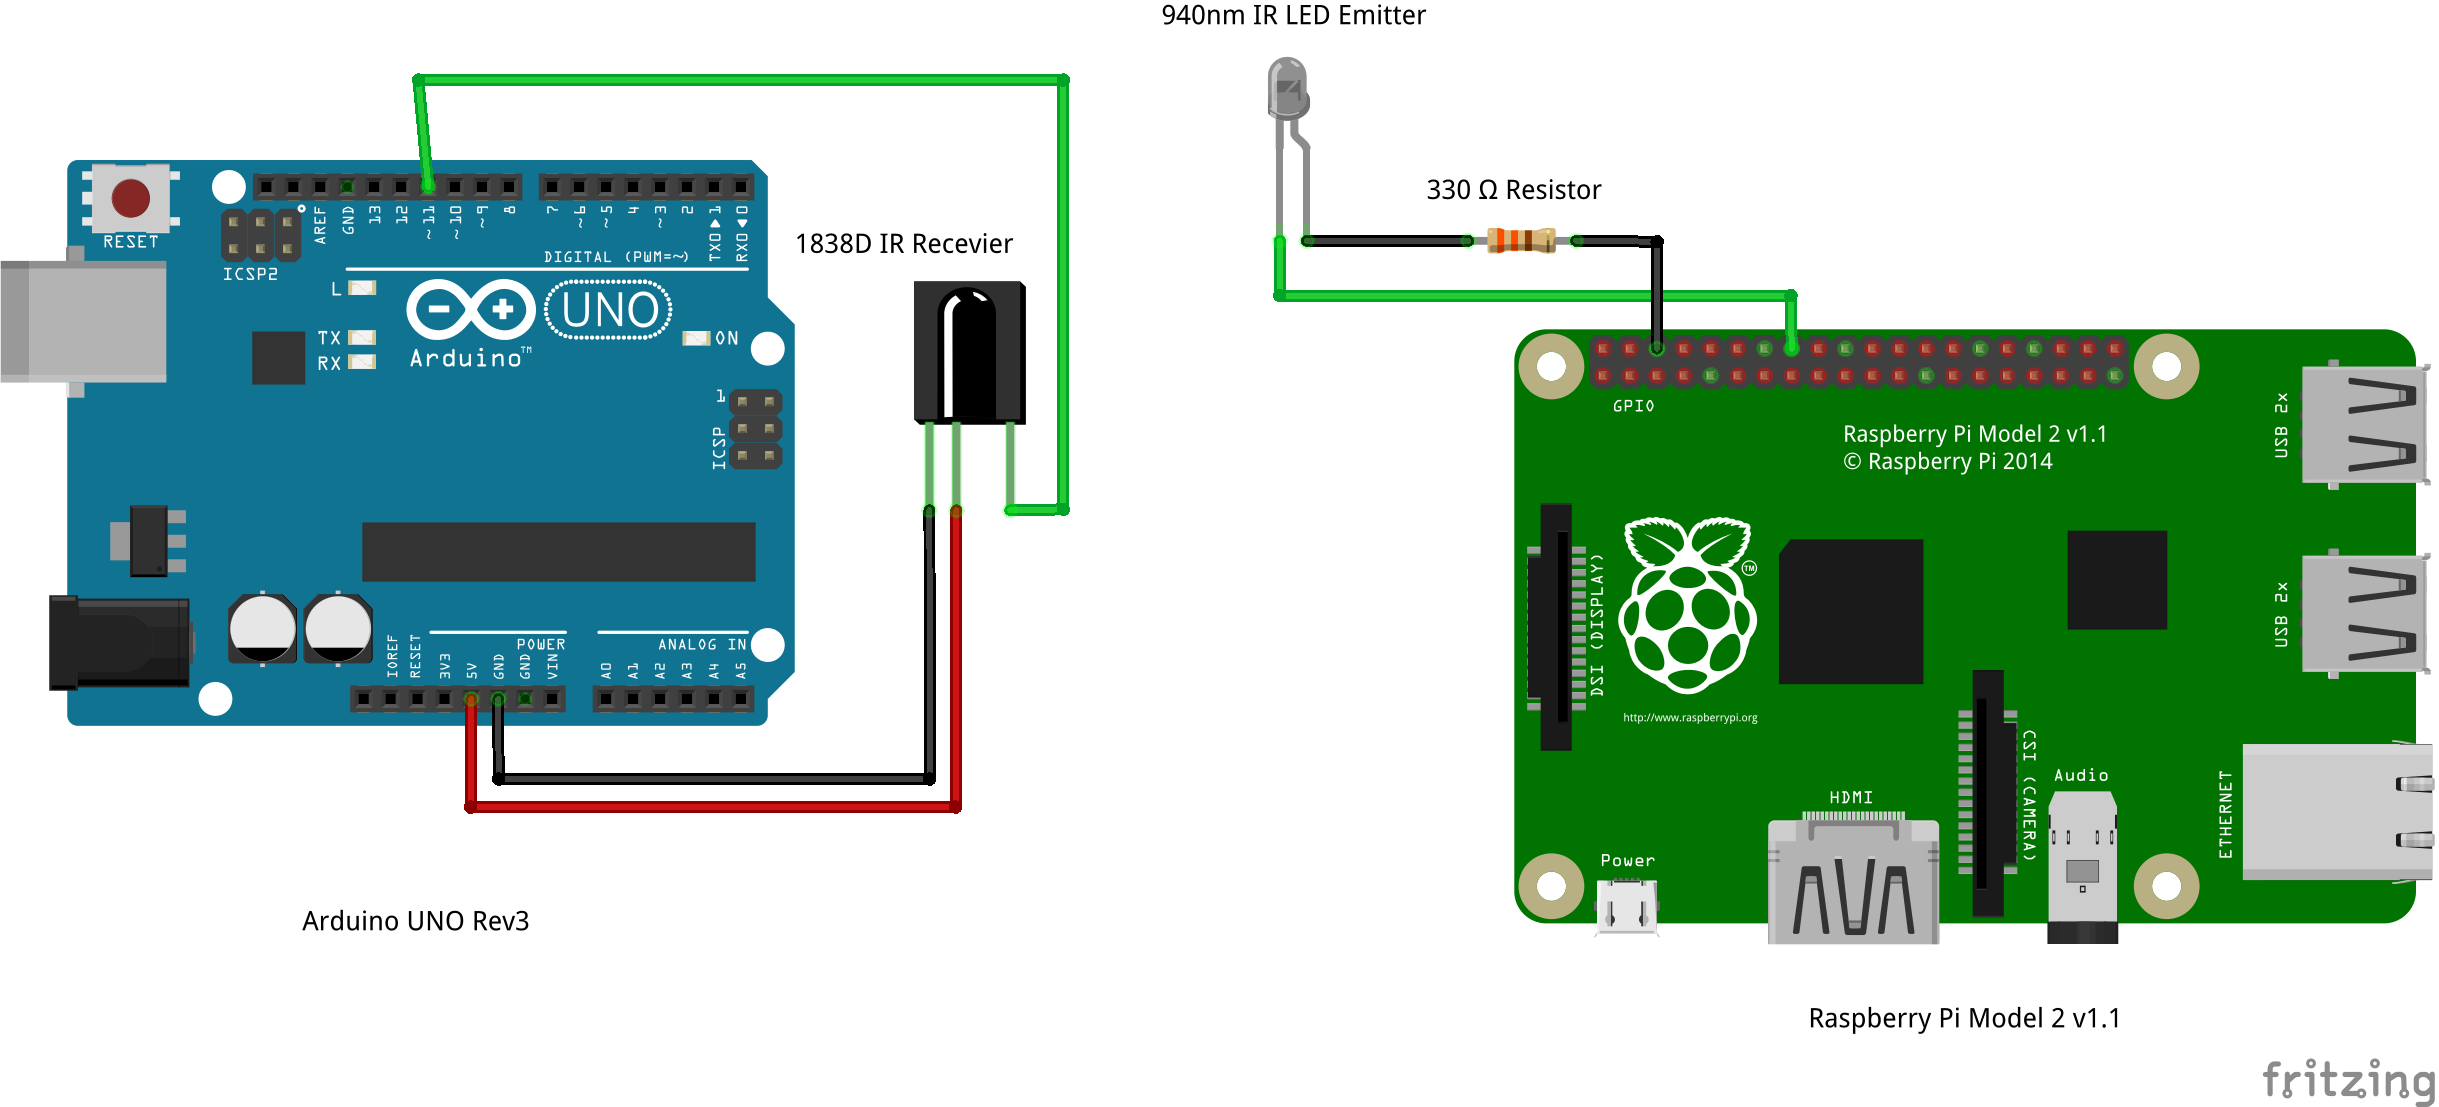 940nm IR LED Emitter
330 Ω Resistor
1838D IR Recevier
RESET
ICSP2
AREF
GND
13
12
~11
~10
~9
8
7
~6
~5
4
~3
2
TX0▶1
RX0◀0
DIGITAL (PWM=~)
L
TX
RX
UNO
ON
Arduino™
1
ICSP
IOREF
RESET
3V3
5V
GND
GND
VIN
POWER
ANALOG IN
A0
A1
A2
A3
A4
A5
Arduino UNO Rev3
GPIO
Raspberry Pi Model 2 v1.1
© Raspberry Pi 2014
USB 2x
USB 2x
DSI (DISPLAY)
TM
http://www.raspberrypi.org
CSI (CAMERA)
Audio
HDMI
ETHERNET
Power
Raspberry Pi Model 2 v1.1
fritzing